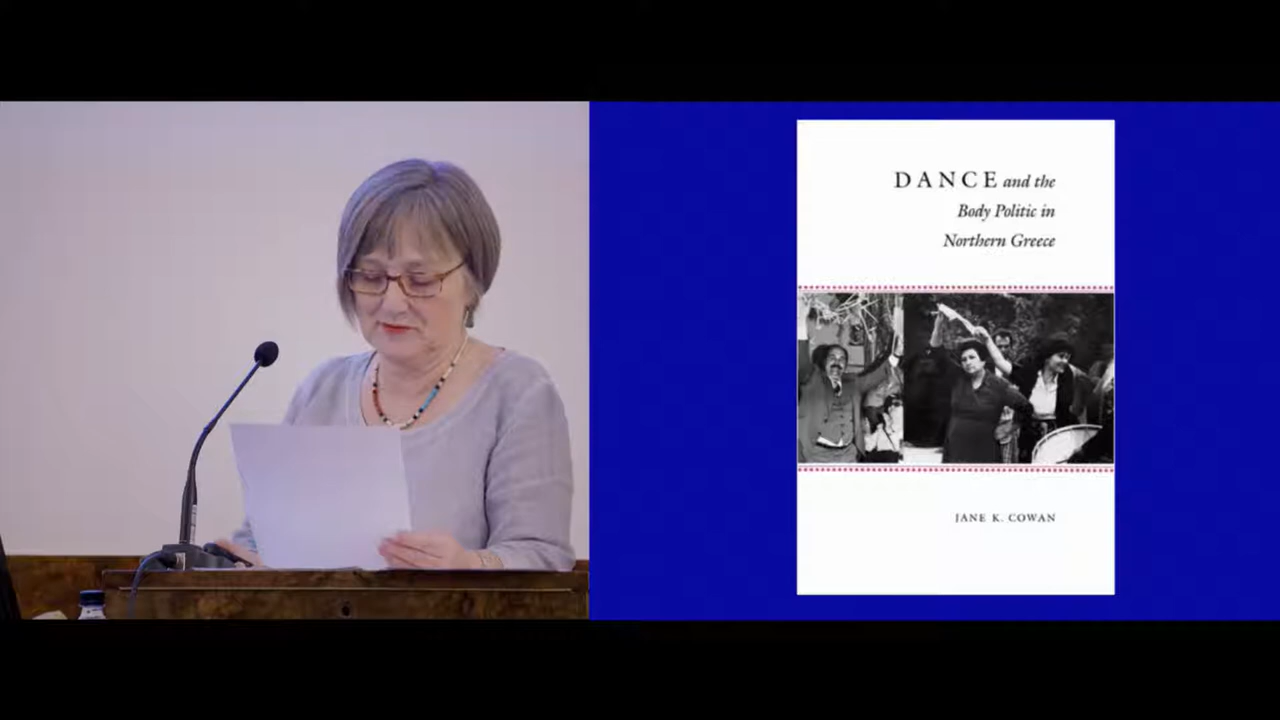 DANCE and the
Body Politic in
Northern Greece
JANE K. COWAN